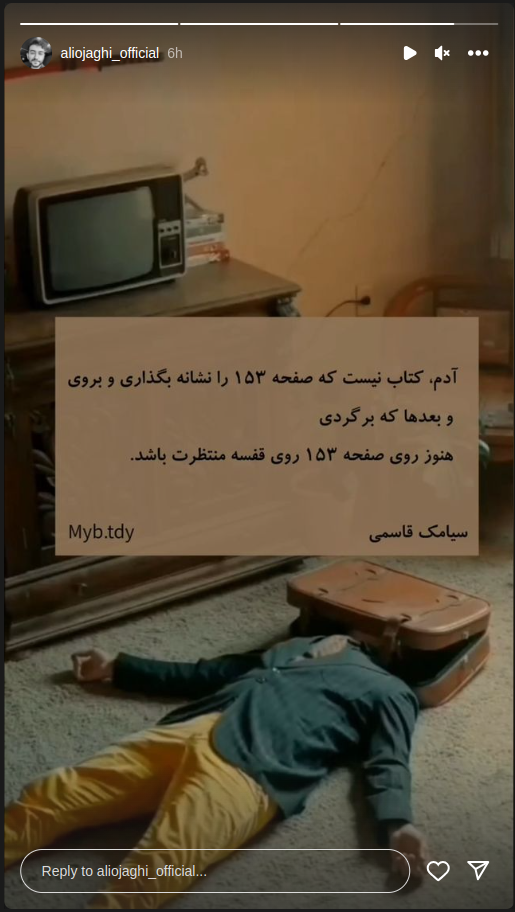 aliojaghi_official 6h
آدم، کتاب نیست که صفحه ۱۵۳ را نشانه بگذاری و بروی
و بعدها که برگردی
هنوز روی صفحه ۱۵۳ روی قفسه منتظرت باشد.
سیامک قاسمی
Myb.tdy
Reply to aliojaghi_official...